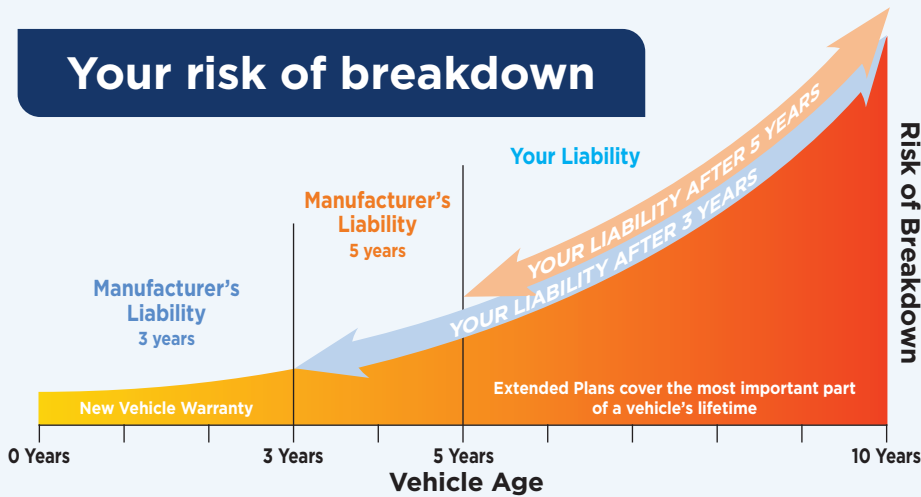 Your risk of breakdown
Your Liability
Manufacturer's
Liability
5 years
Manufacturer's
Liability
3 years
YOUR LIABILITY AFTER 5 YEARS
YOUR LIABILITY AFTER 3 YEARS
Risk of Breakdown
New Vehicle Warranty
Extended Plans cover the most important part
of a vehicle's lifetime
0 Years
3 Years
5 Years
10 Years
Vehicle Age